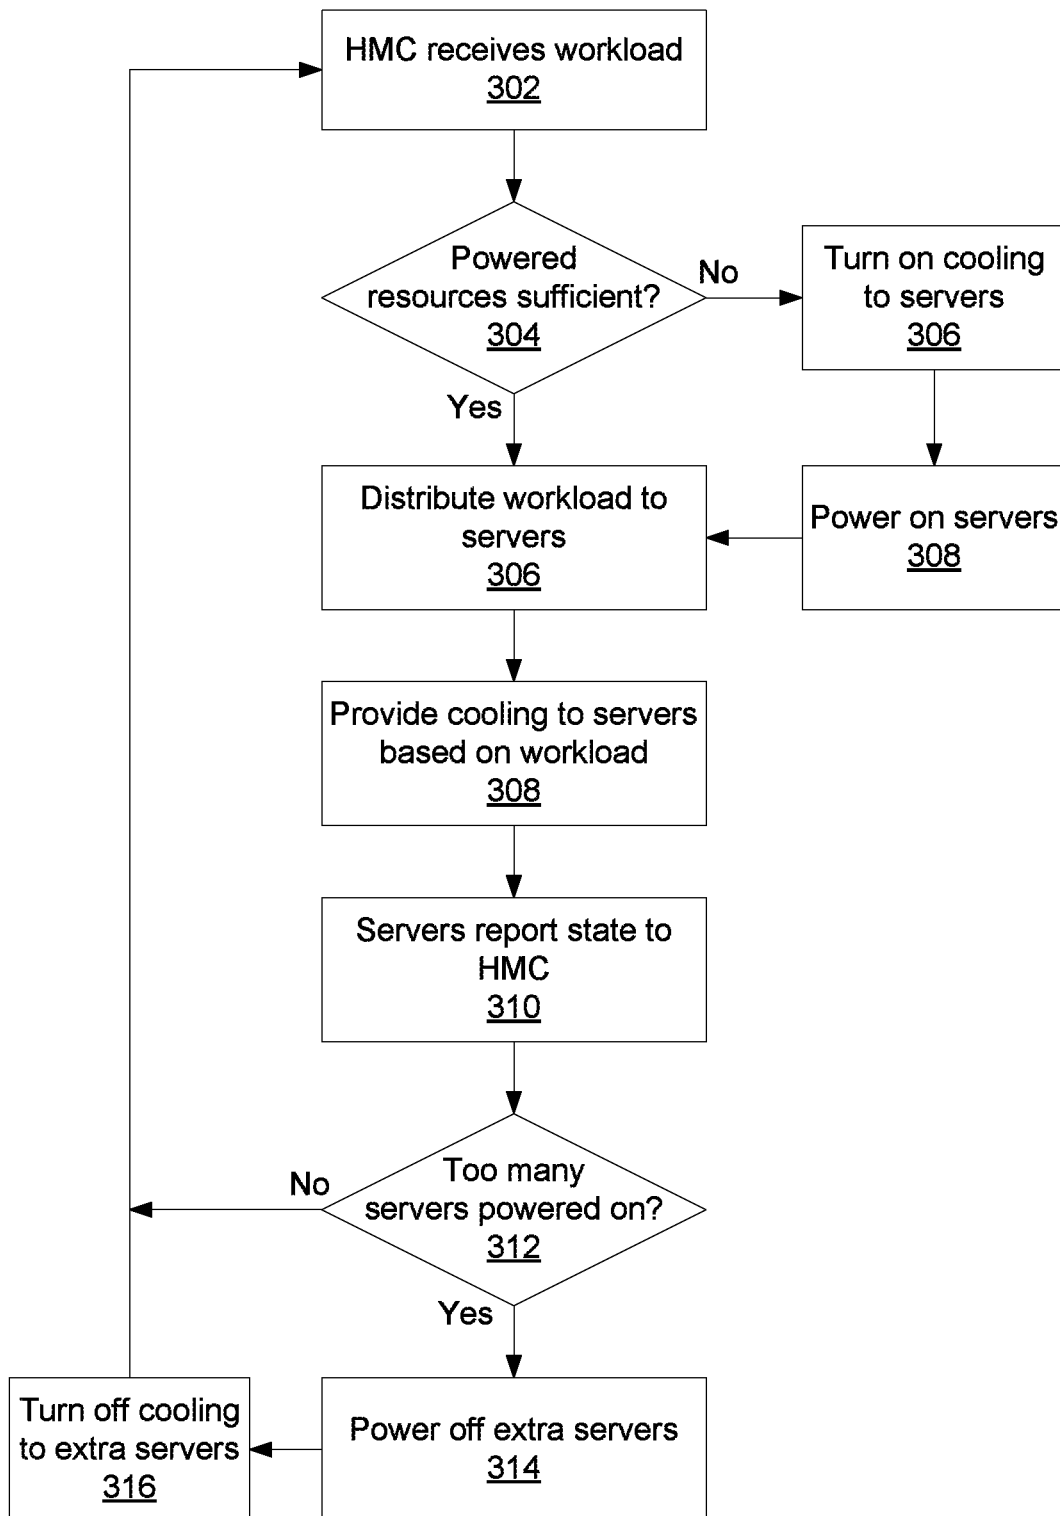 HMC receives workload
302
Powered
resources sufficient?
304
No
Turn on cooling
to servers
306
Yes
Distribute workload to
servers
306
Power on servers
308
Provide cooling to servers
based on workload
308
Servers report state to
HMC
310
Too many
servers powered on?
312
No
Yes
Power off extra servers
314
Turn off cooling
to extra servers
316